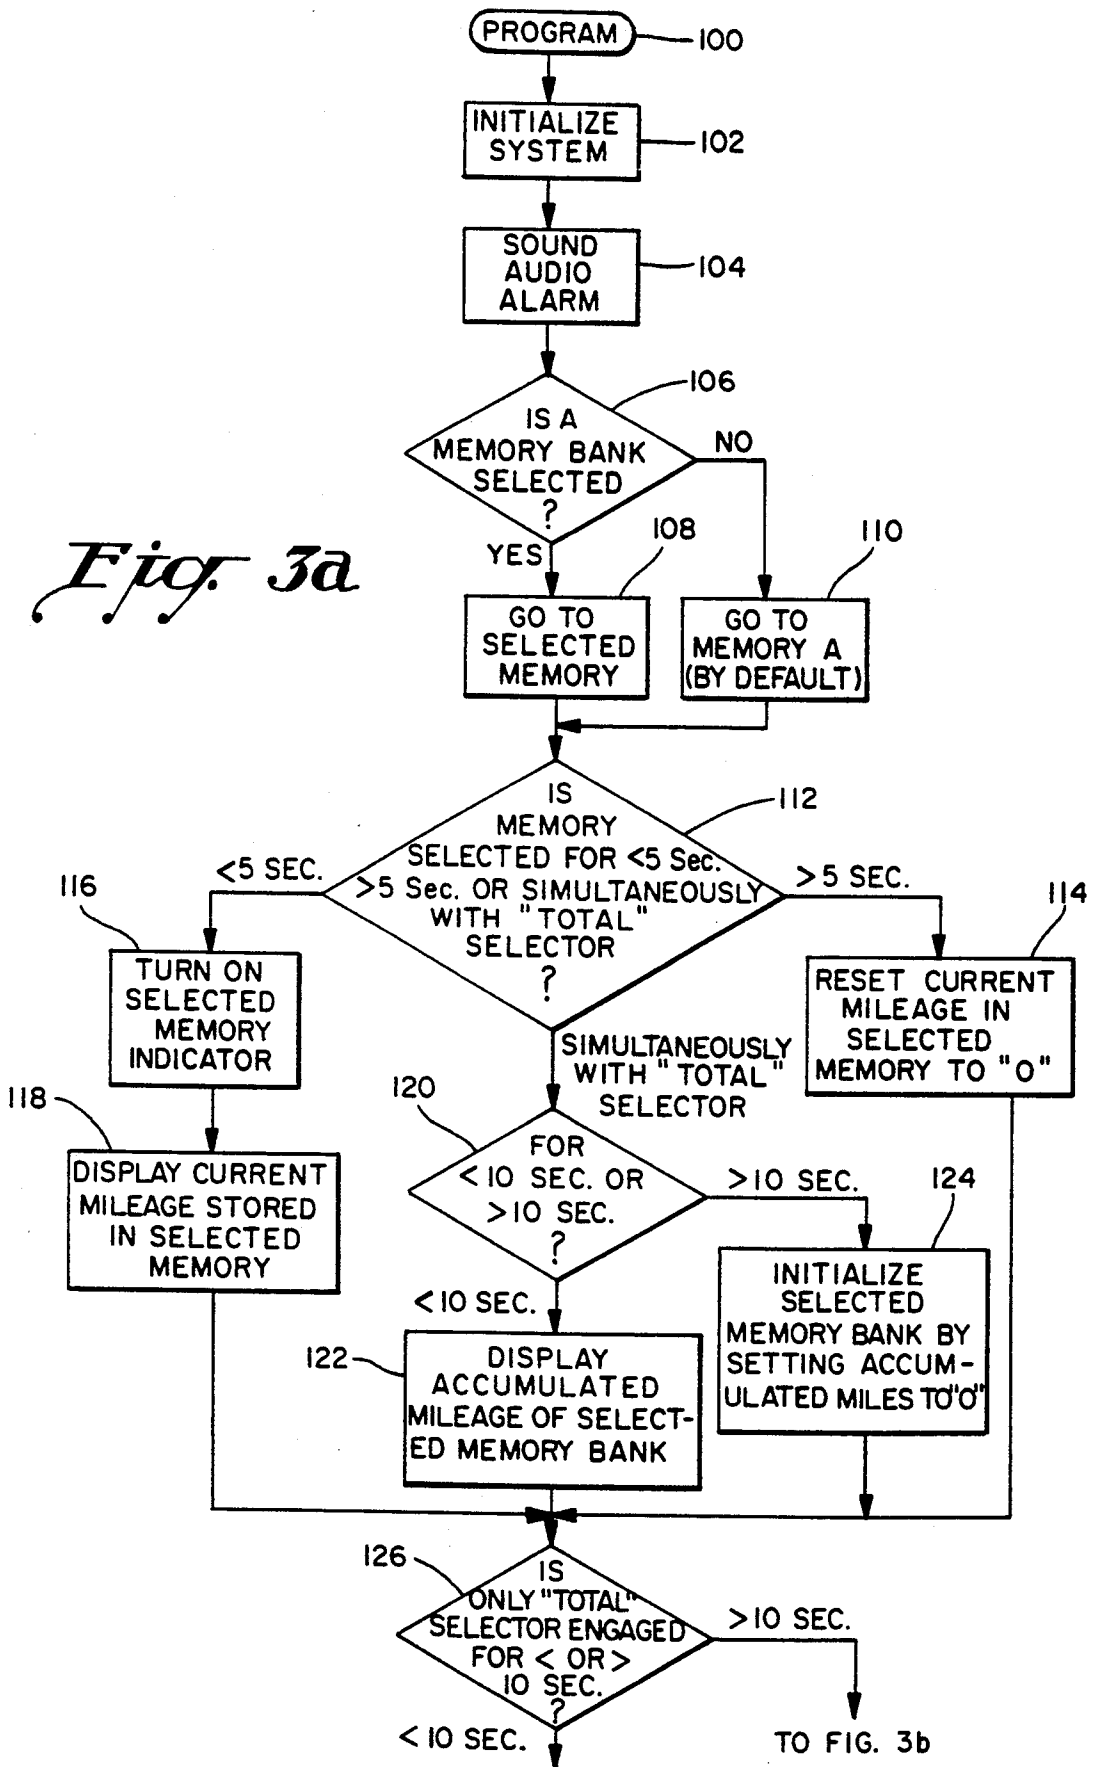 PROGRAM
100
INITIALIZE
SYSTEM
102
SOUND
AUDIO
ALARM
104
106
IS A
MEMORY BANK
SELECTED
?
NO
YES
108
110
Fig. 3a
GO TO
SELECTED
MEMORY
GO TO
MEMORY A
(BY DEFAULT)
112
IS
MEMORY
SELECTED FOR <5 Sec.
>5 Sec. OR SIMULTANEOUSLY
WITH "TOTAL"
SELECTOR
?
<5 SEC.
>5 SEC.
116
114
TURN ON
SELECTED
MEMORY
INDICATOR
RESET CURRENT
MILEAGE IN
SELECTED
MEMORY TO "O"
SIMULTANEOUSLY
WITH "TOTAL"
SELECTOR
118
120
DISPLAY CURRENT
MILEAGE STORED
IN SELECTED
MEMORY
FOR
<10 SEC. OR
>10 SEC.
?
>10 SEC.
124
<10 SEC.
INITIALIZE
SELECTED
MEMORY BANK BY
SETTING ACCUM-
ULATED MILES TO"O"
122
DISPLAY
ACCUMULATED
MILEAGE OF SELECT-
ED MEMORY BANK
126
IS
ONLY "TOTAL"
SELECTOR ENGAGED
FOR < OR >
10 SEC.
?
>10 SEC.
<10 SEC.
TO FIG. 3b